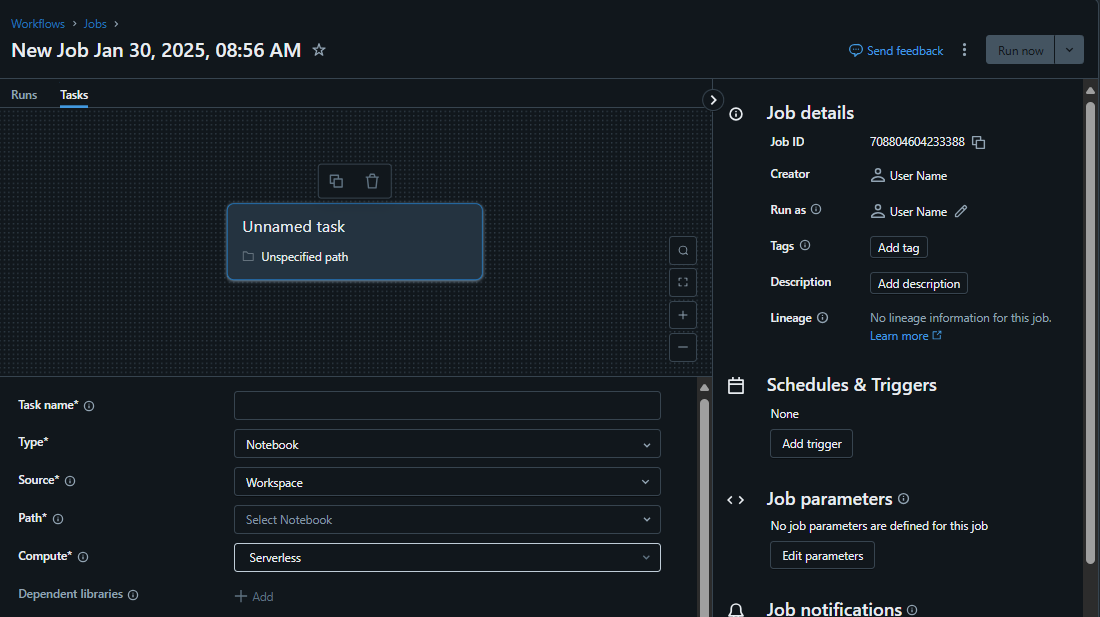 Workflows > Jobs >
New Job Jan 30, 2025, 08:56 AM
Send feedback
Run now
Runs
Tasks
Unnamed task
Unspecified path
Task name*
Type*
Notebook
Source*
Workspace
Path*
Select Notebook
Compute*
Serverless
Dependent libraries
+ Add
Job details
Job ID
708804604233388
Creator
User Name
Run as
User Name
Tags
Add tag
Description
Add description
Lineage
No lineage information for this job.
Learn more
Schedules & Triggers
None
Add trigger
Job parameters
No job parameters are defined for this job
Edit parameters
Job notifications